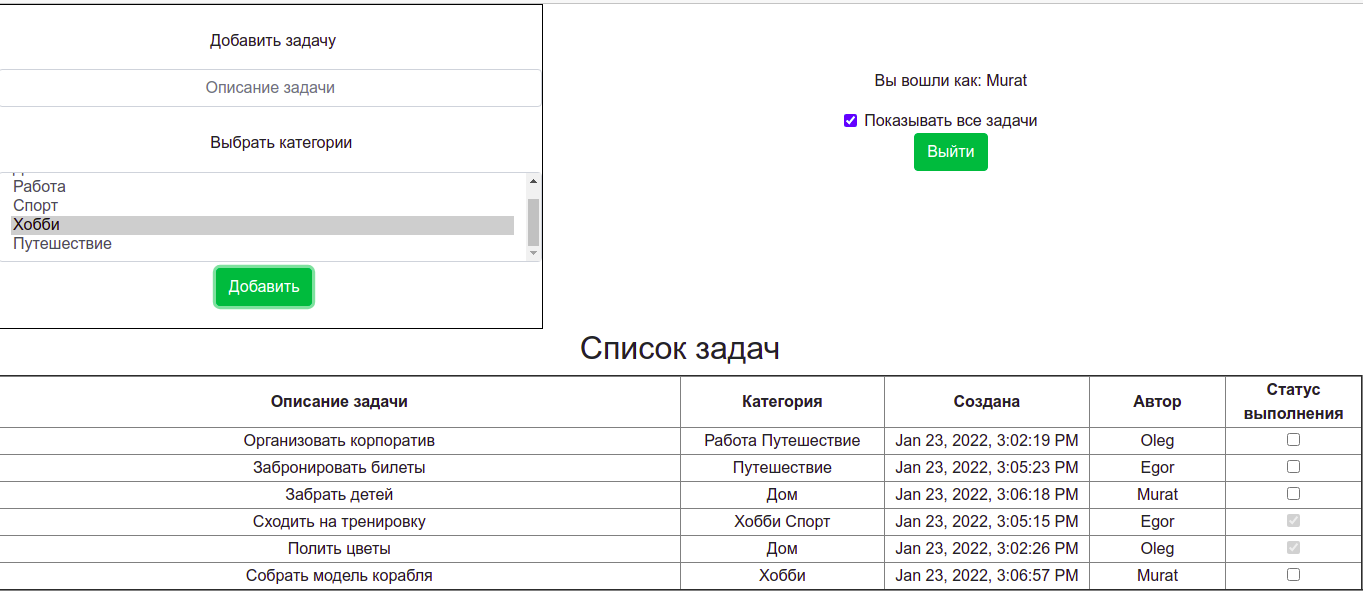 Добавить задачу
Описание задачи
Выбрать категории
Работа
Спорт
Хобби
Путешествие
Добавить
Вы вошли как: Murat
Показывать все задачи
Выйти
Список задач
Описание задачи Категория Создана Автор Статус выполнения
Организовать корпоратив Работа Путешествие Jan 23, 2022, 3:02:19 PM Oleg
Забронировать билеты Путешествие Jan 23, 2022, 3:05:23 PM Egor
Забрать детей Дом Jan 23, 2022, 3:06:18 PM Murat
Сходить на тренировку Хобби Спорт Jan 23, 2022, 3:05:15 PM Egor
Полить цветы Дом Jan 23, 2022, 3:02:26 PM Oleg
Собрать модель корабля Хобби Jan 23, 2022, 3:06:57 PM Murat